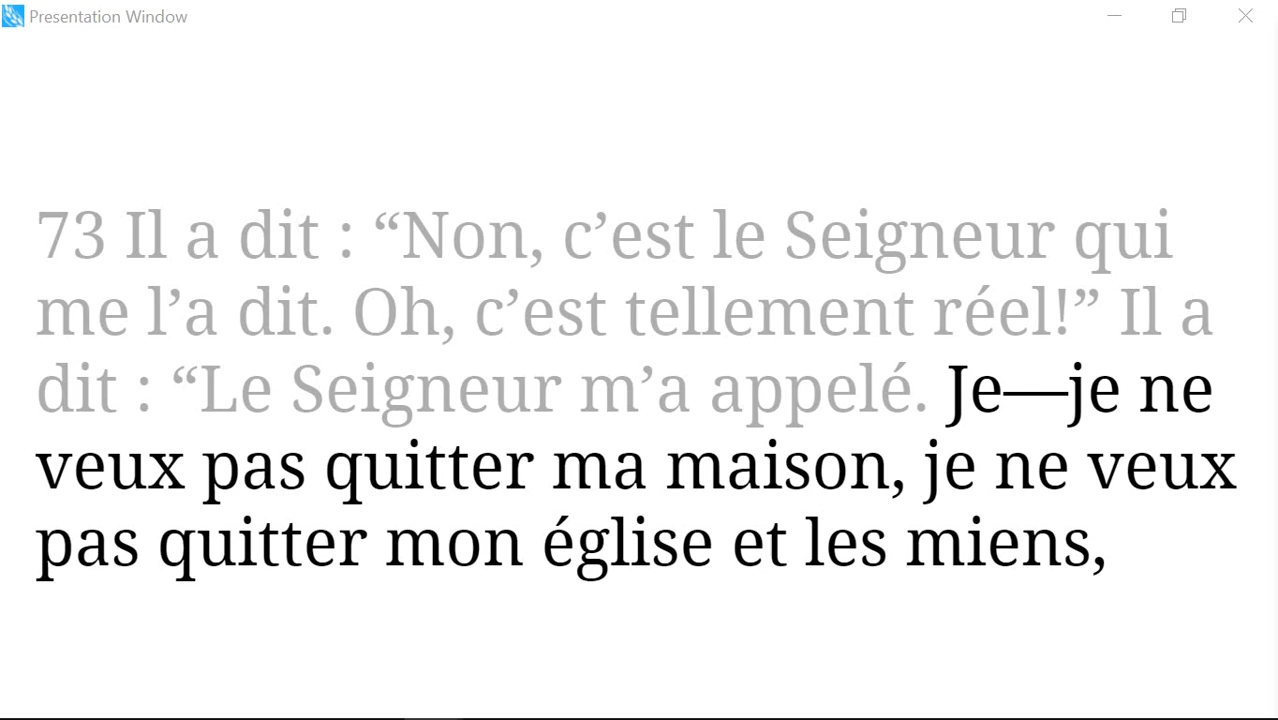 Presentation Window
73 Il a dit : “Non, c’est le Seigneur qui
me l’a dit. Oh, c’est tellement réel!” Il a
dit : “Le Seigneur m’a appelé. Je—je ne
veux pas quitter ma maison, je ne veux
pas quitter mon église et les miens,